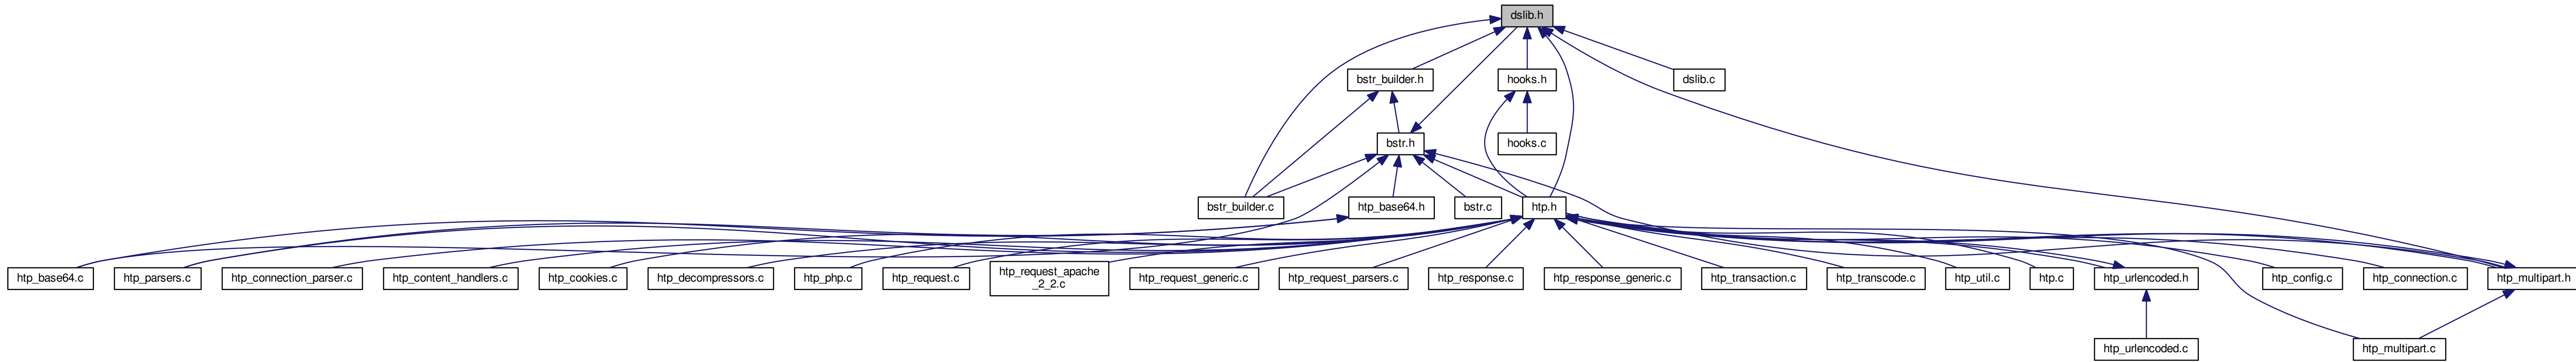 dslib.h
bstr_builder.h
hooks.h
dslib.c
bstr.h
hooks.c
bstr_builder.c
htp_base64.h
bstr.c
htp.h
htp_base64.c
htp_parsers.c
htp_connection_parser.c
htp_content_handlers.c
htp_cookies.c
htp_decompressors.c
htp_php.c
htp_request.c
htp_request_apache
_2_2.c
htp_request_generic.c
htp_request_parsers.c
htp_response.c
htp_response_generic.c
htp_transaction.c
htp_transcode.c
htp_util.c
htp.c
htp_urlencoded.h
htp_config.c
htp_connection.c
htp_multipart.h
htp_urlencoded.c
htp_multipart.c